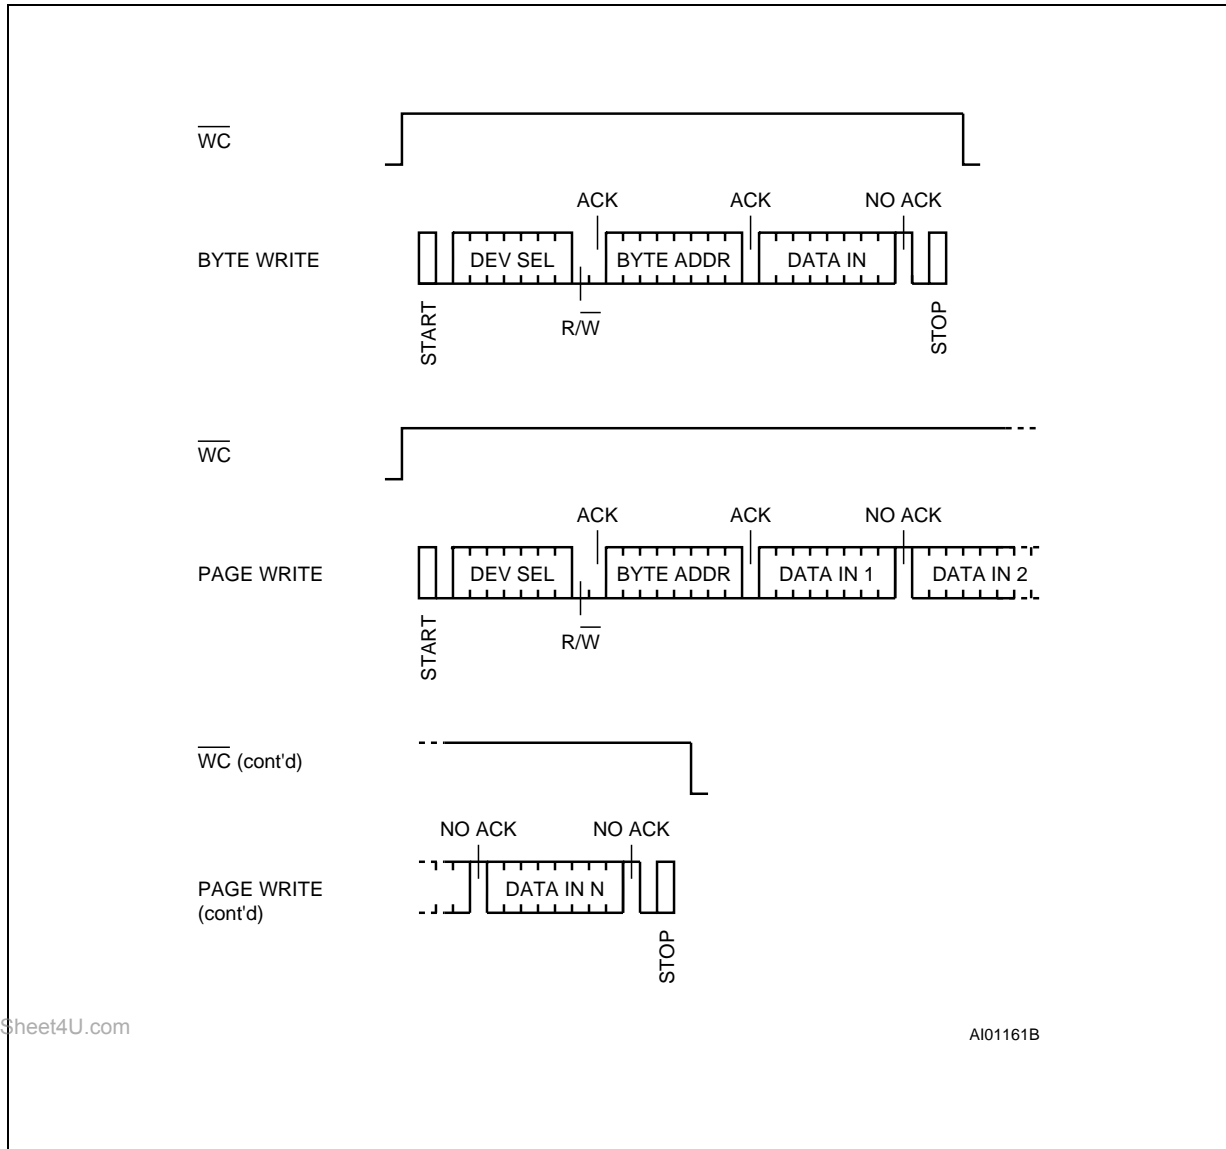 WC
ACK ACK NO ACK
BYTE WRITE DEV SEL BYTE ADDR DATA IN
START R/W STOP
WC
ACK ACK NO ACK
PAGE WRITE DEV SEL BYTE ADDR DATA IN 1 DATA IN 2
START R/W
WC (cont'd)
NO ACK NO ACK
PAGE WRITE DATA IN N
(cont'd)
STOP
Sheet4U.com
AI01161B